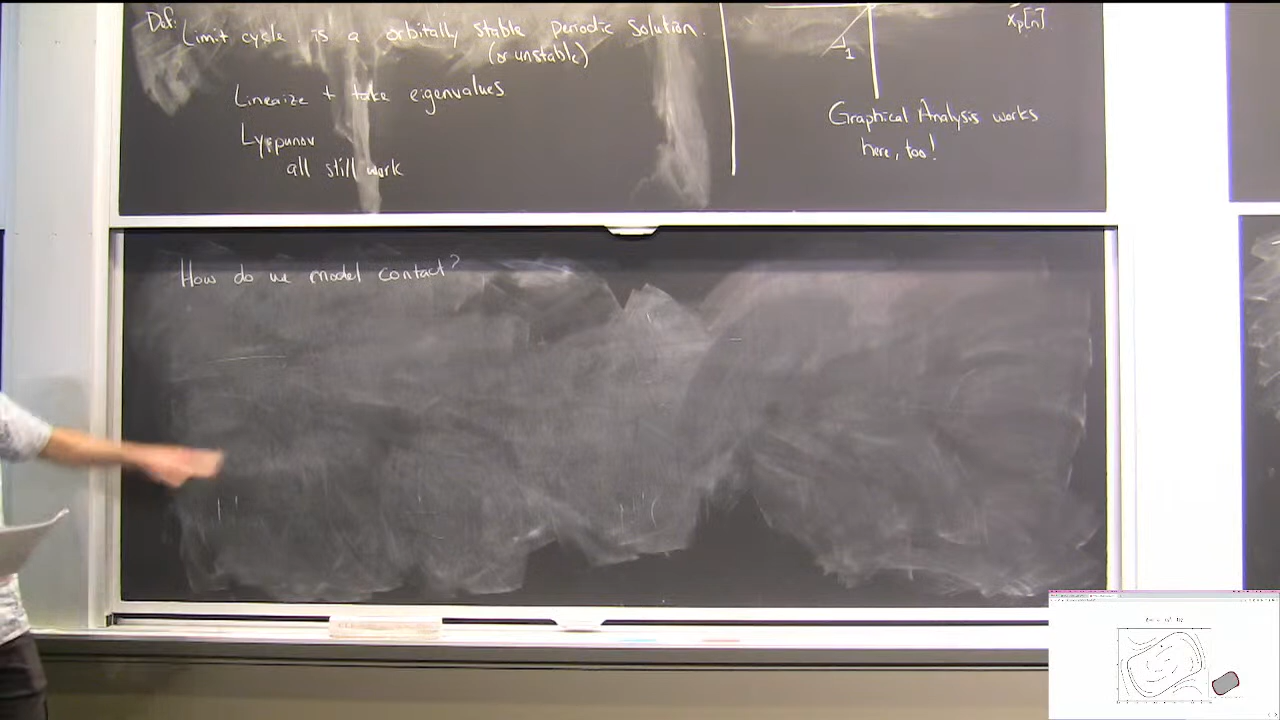 Def: Limit cycle is a orbitally stable periodic solution.
(or unstable)
Lineaize + take eigenvalues
Lyapunov
all still work
1
xp[n]
Graphical Analysis works
here, too!
How do we model contact?